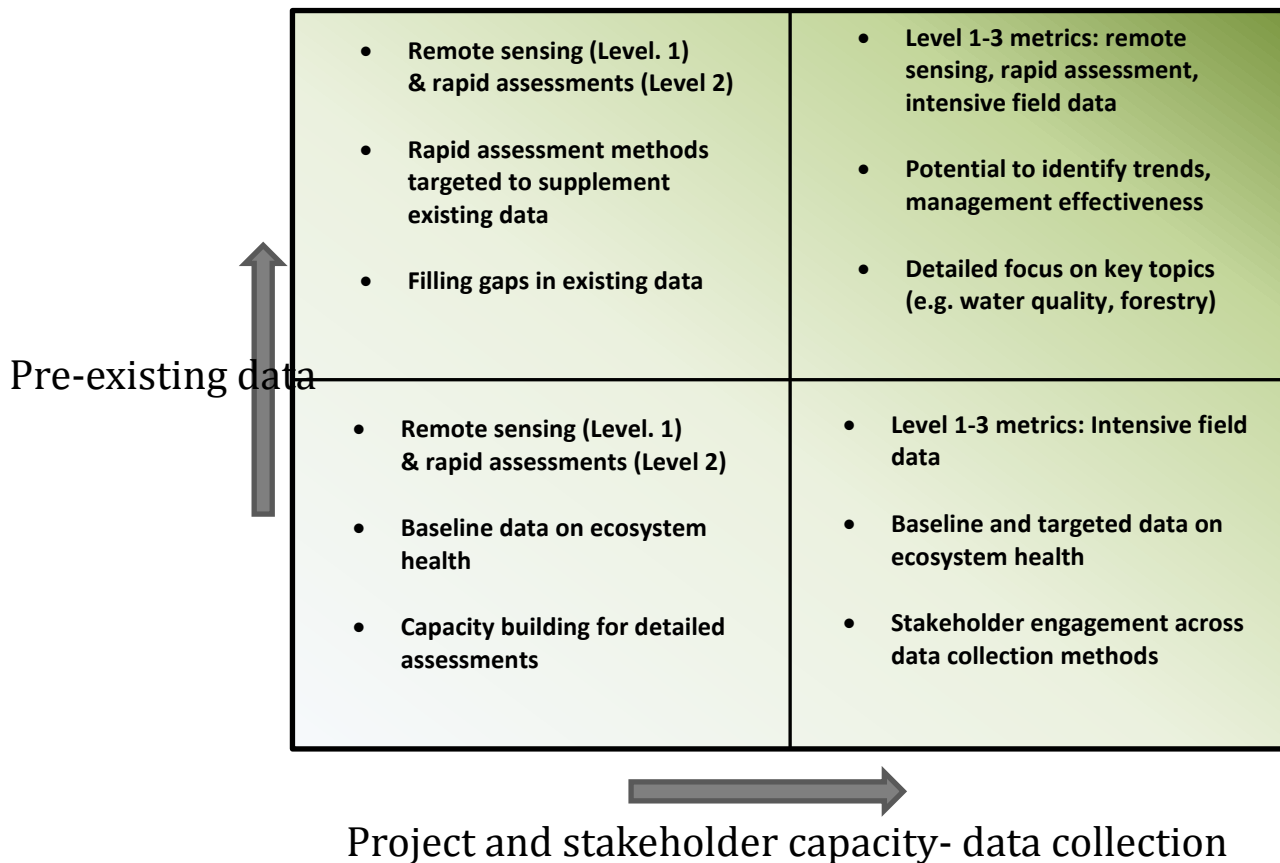 • Remote sensing (Level. 1)
& rapid assessments (Level 2)
• Rapid assessment methods
targeted to supplement
existing data
• Filling gaps in existing data
• Level 1-3 metrics: remote
sensing, rapid assessment,
intensive field data
• Potential to identify trends,
management effectiveness
• Detailed focus on key topics
(e.g. water quality, forestry)
Pre-existing data
• Remote sensing (Level. 1)
& rapid assessments (Level 2)
• Baseline data on ecosystem
health
• Capacity building for detailed
assessments
• Level 1-3 metrics: Intensive field
data
• Baseline and targeted data on
ecosystem health
• Stakeholder engagement across
data collection methods
Project and stakeholder capacity- data collection